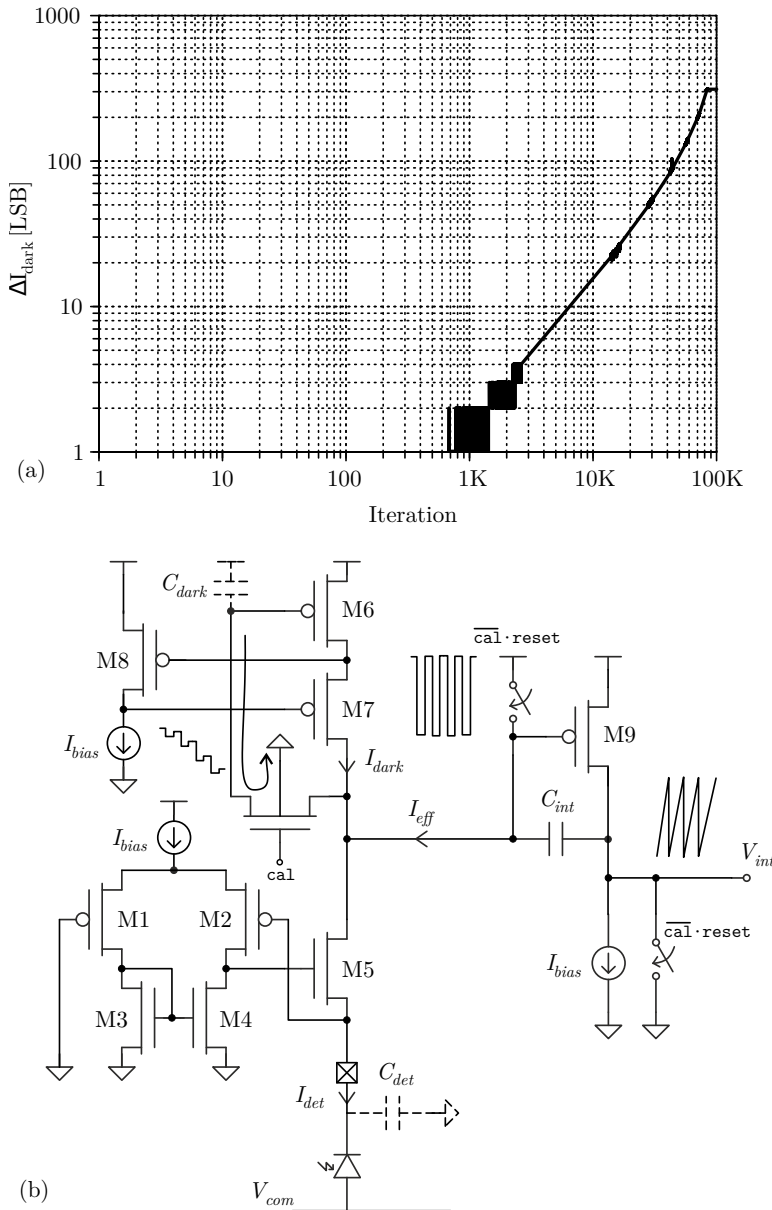 1000
100
10
1
ΔI_dark [LSB]
(a)
1 10 100 1K 10K 100K
Iteration
C_dark
M6
cal·reset
M8
M7
M9
I_bias
I_dark
C_int
I_eff
I_bias
V_int
cal
M1 M2
cal·reset
M5
I_bias
M3 M4
C_det
I_det
(b)
V_com